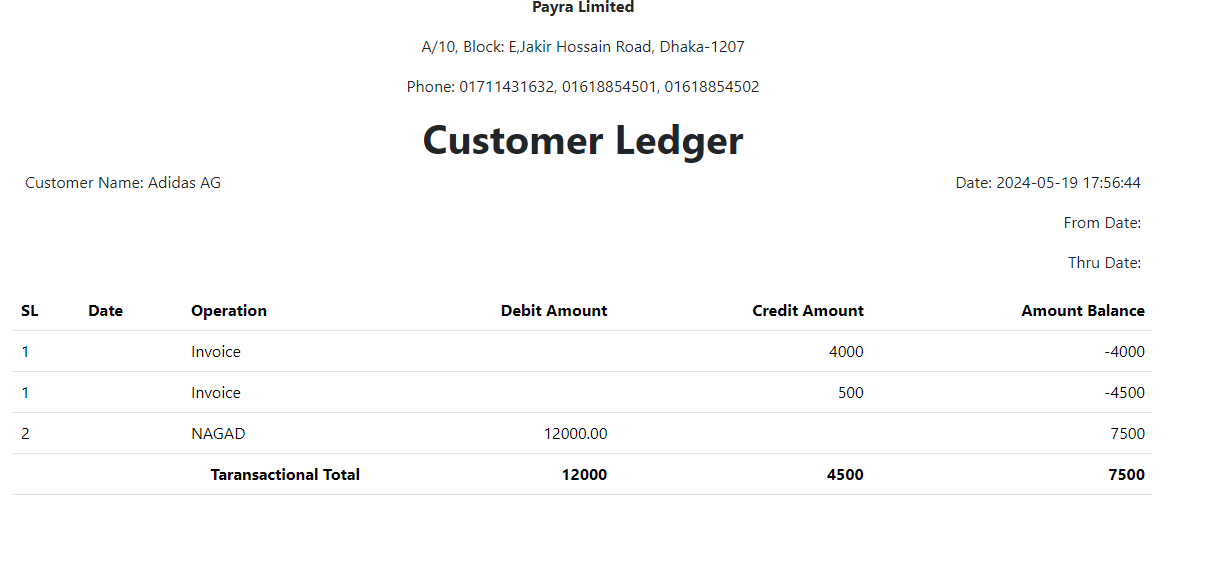 Payra Limited
A/10, Block: E,Jakir Hossain Road, Dhaka-1207
Phone: 01711431632, 01618854501, 01618854502
Customer Ledger
Customer Name: Adidas AG Date: 2024-05-19 17:56:44
From Date:
Thru Date:
SL Date Operation Debit Amount Credit Amount Amount Balance
1 Invoice 4000 -4000
1 Invoice 500 -4500
2 NAGAD 12000.00 7500
Taransactional Total 12000 4500 7500